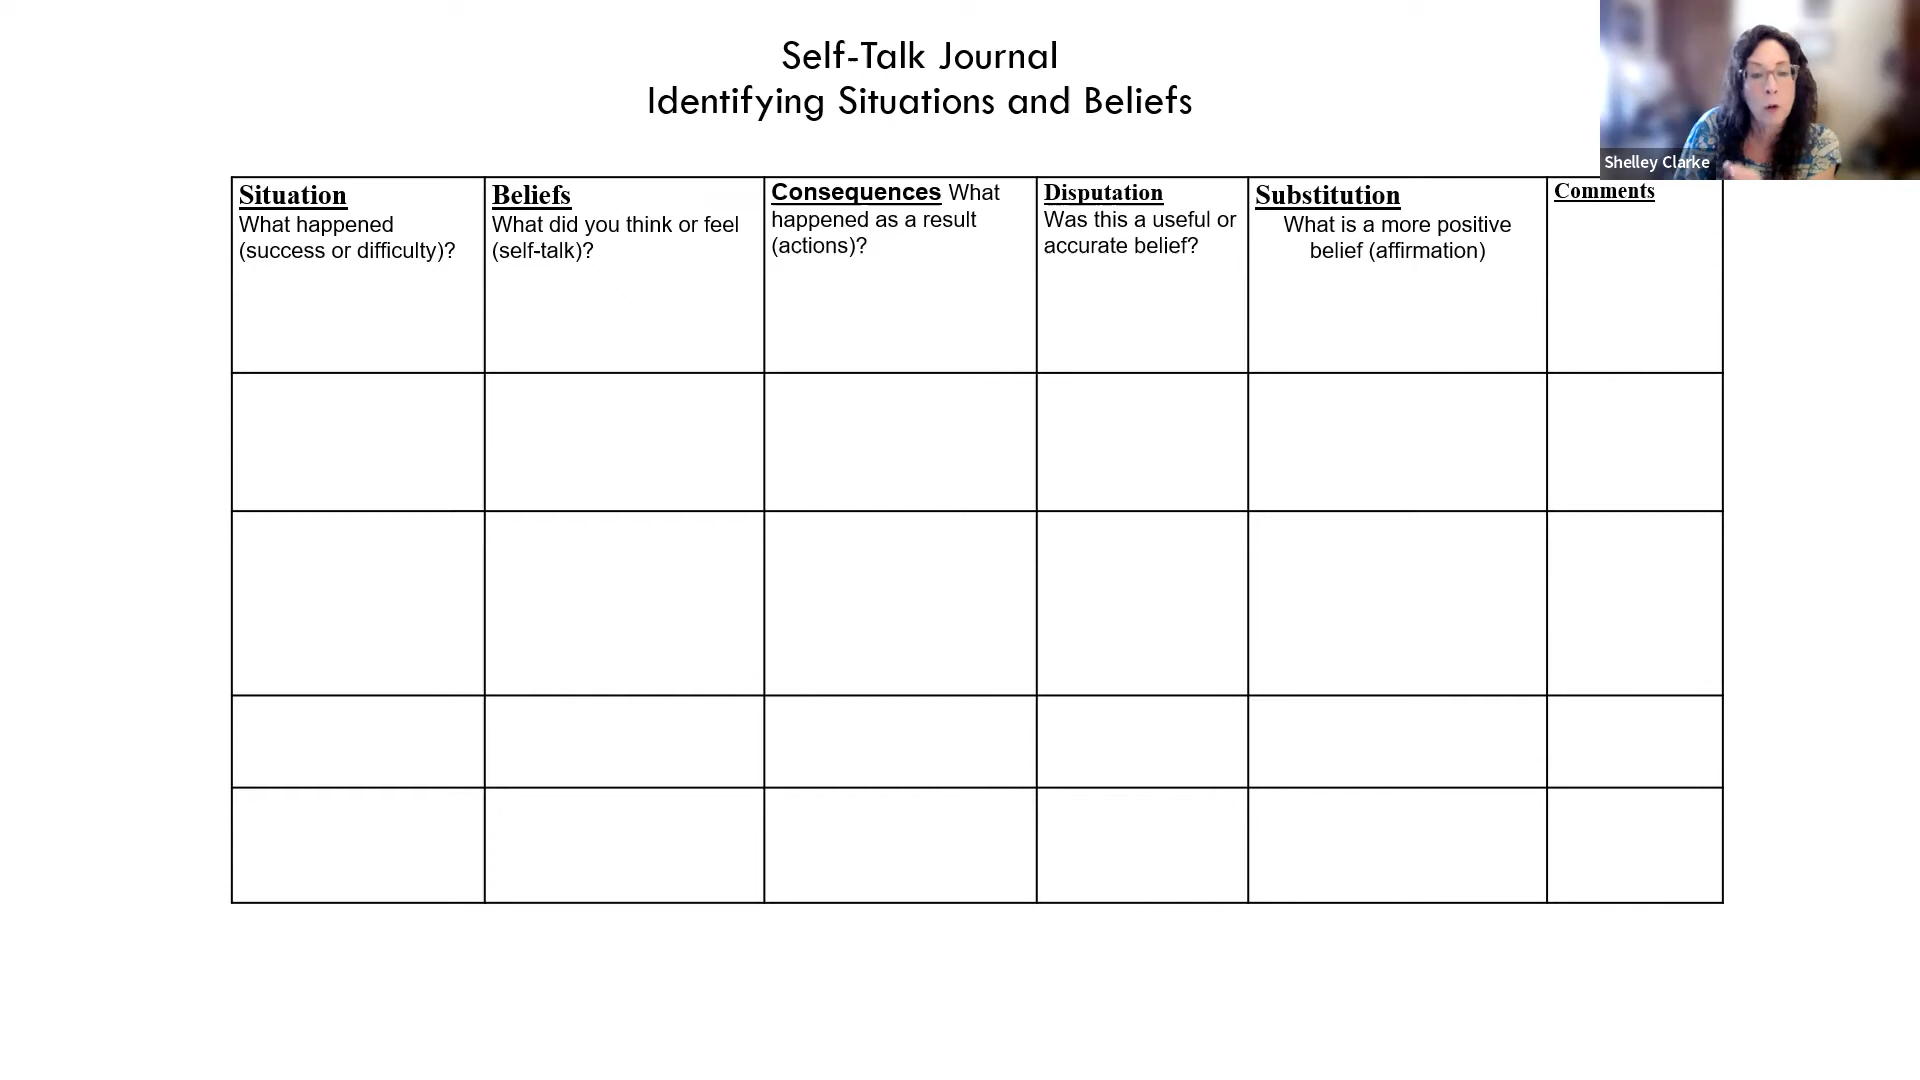 Self-Talk Journal
Identifying Situations and Beliefs
Shelley Clarke
Situation
What happened
(success or difficulty)?
Beliefs
What did you think or feel
(self-talk)?
Consequences What
happened as a result
(actions)?
Disputation
Was this a useful or
accurate belief?
Substitution
What is a more positive
belief (affirmation)
Comments